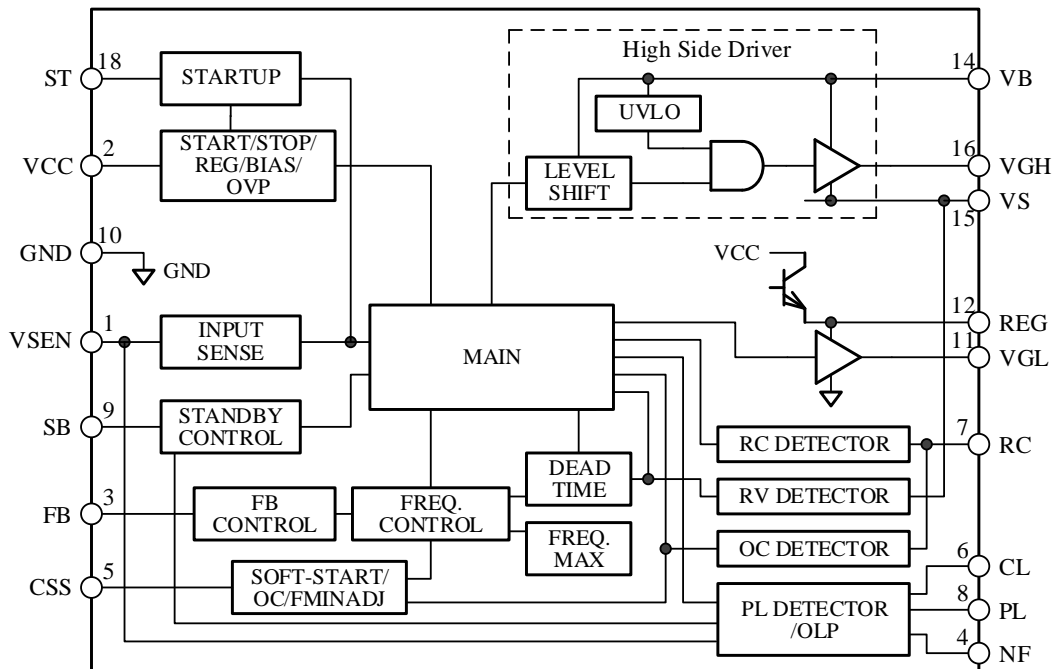 High Side Driver
ST
18
STARTUP
UVLO
14
VB
VCC
2
START/STOP/
REG/BIAS/
OVP
LEVEL
SHIFT
16
VGH
VS
15
GND
10
GND
VCC
VSEN
1
INPUT
SENSE
MAIN
12
REG
11
VGL
SB
9
STANDBY
CONTROL
RC DETECTOR
7
RC
FB
3
FB
CONTROL
FREQ.
CONTROL
DEAD
TIME
RV DETECTOR
FREQ.
MAX
OC DETECTOR
CSS
5
SOFT-START/
OC/FMINADJ
PL DETECTOR
/OLP
6
CL
8
PL
4
NF